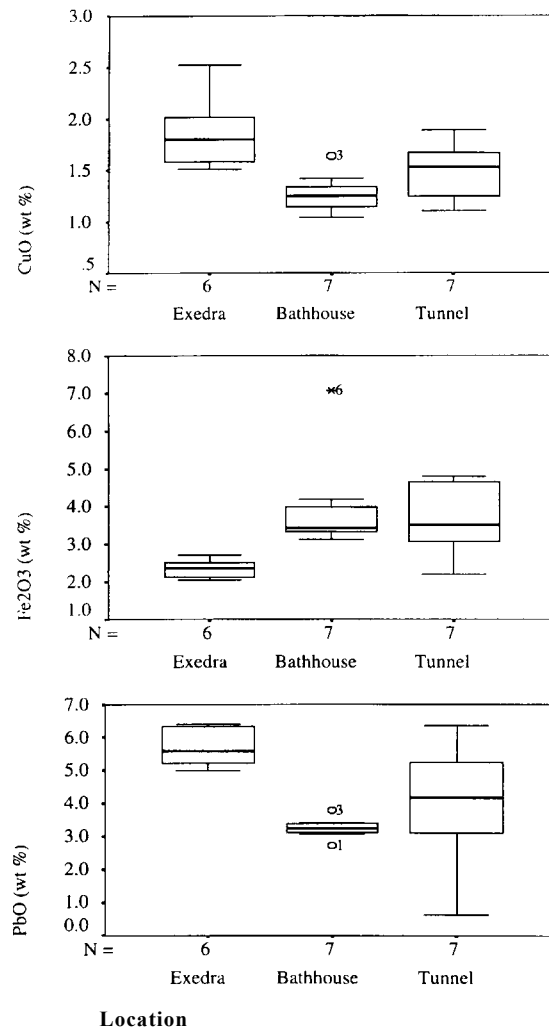 3.0
2.5
2.0
1.5
1.0
.5
CuO (wt %)
3
N = 6 7 7
Exedra Bathhouse Tunnel
8.0
7.0
6.0
5.0
4.0
3.0
2.0
1.0
Fe2O3 (wt %)
6
N = 6 7 7
Exedra Bathhouse Tunnel
7.0
6.0
5.0
4.0
3.0
2.0
1.0
0.0
PbO (wt %)
3
1
N = 6 7 7
Exedra Bathhouse Tunnel
Location